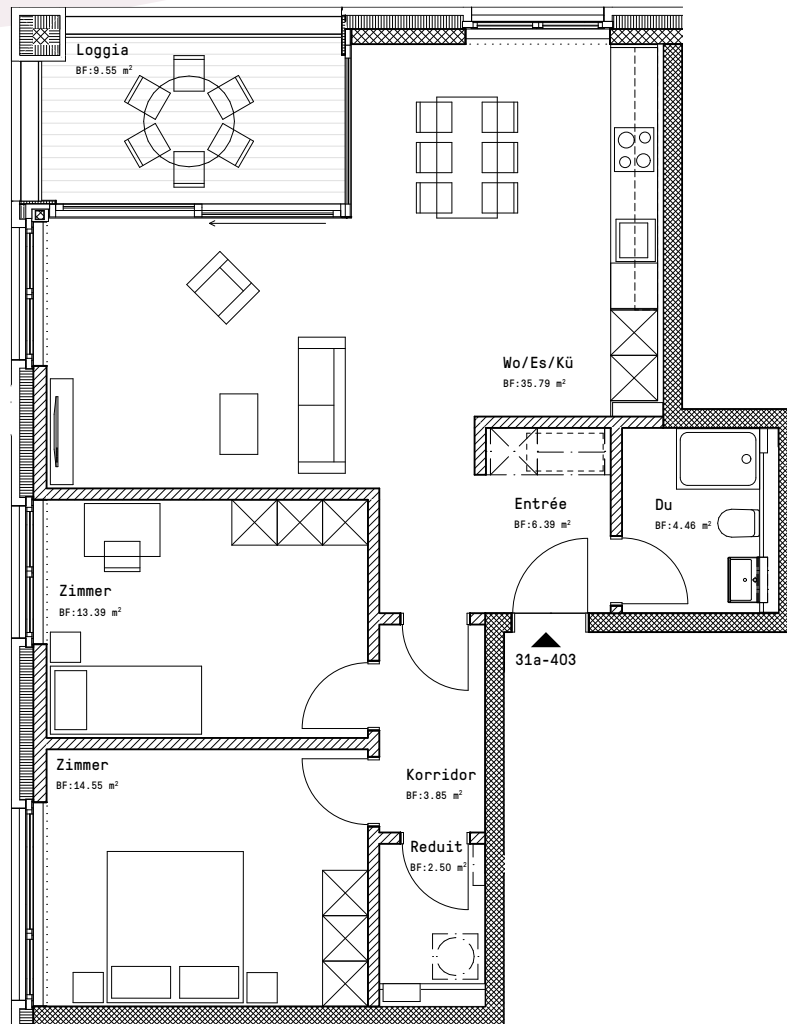 Loggia
BF:9.55 m²
Wo/Es/Kü
BF:35.79 m²
Entrée
BF:6.39 m²
Du
BF:4.46 m²
Zimmer
BF:13.39 m²
31a-403
Zimmer
BF:14.55 m²
Korridor
BF:3.85 m²
Reduit
BF:2.50 m²